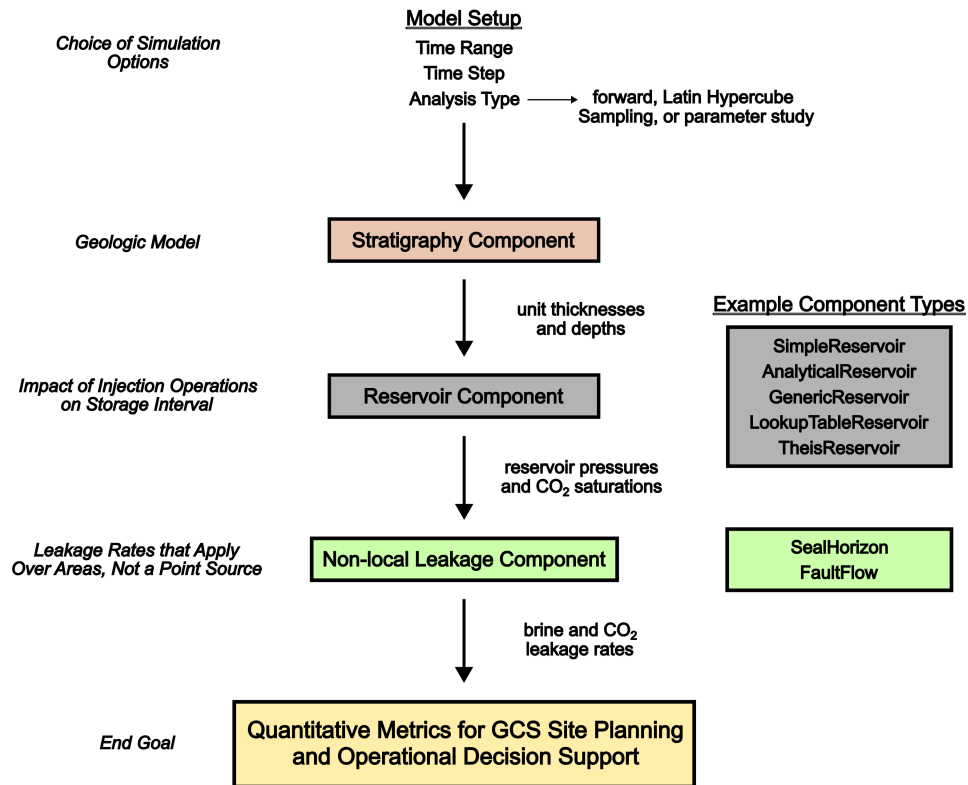 Model Setup
Choice of Simulation
Options
Time Range
Time Step
Analysis Type
forward, Latin Hypercube
Sampling, or parameter study
Geologic Model
Stratigraphy Component
unit thicknesses
and depths
Example Component Types
Impact of Injection Operations
on Storage Interval
Reservoir Component
SimpleReservoir
AnalyticalReservoir
GenericReservoir
LookupTableReservoir
TheisReservoir
reservoir pressures
and CO₂ saturations
Leakage Rates that Apply
Over Areas, Not a Point Source
Non-local Leakage Component
SealHorizon
FaultFlow
brine and CO₂
leakage rates
End Goal
Quantitative Metrics for GCS Site Planning
and Operational Decision Support